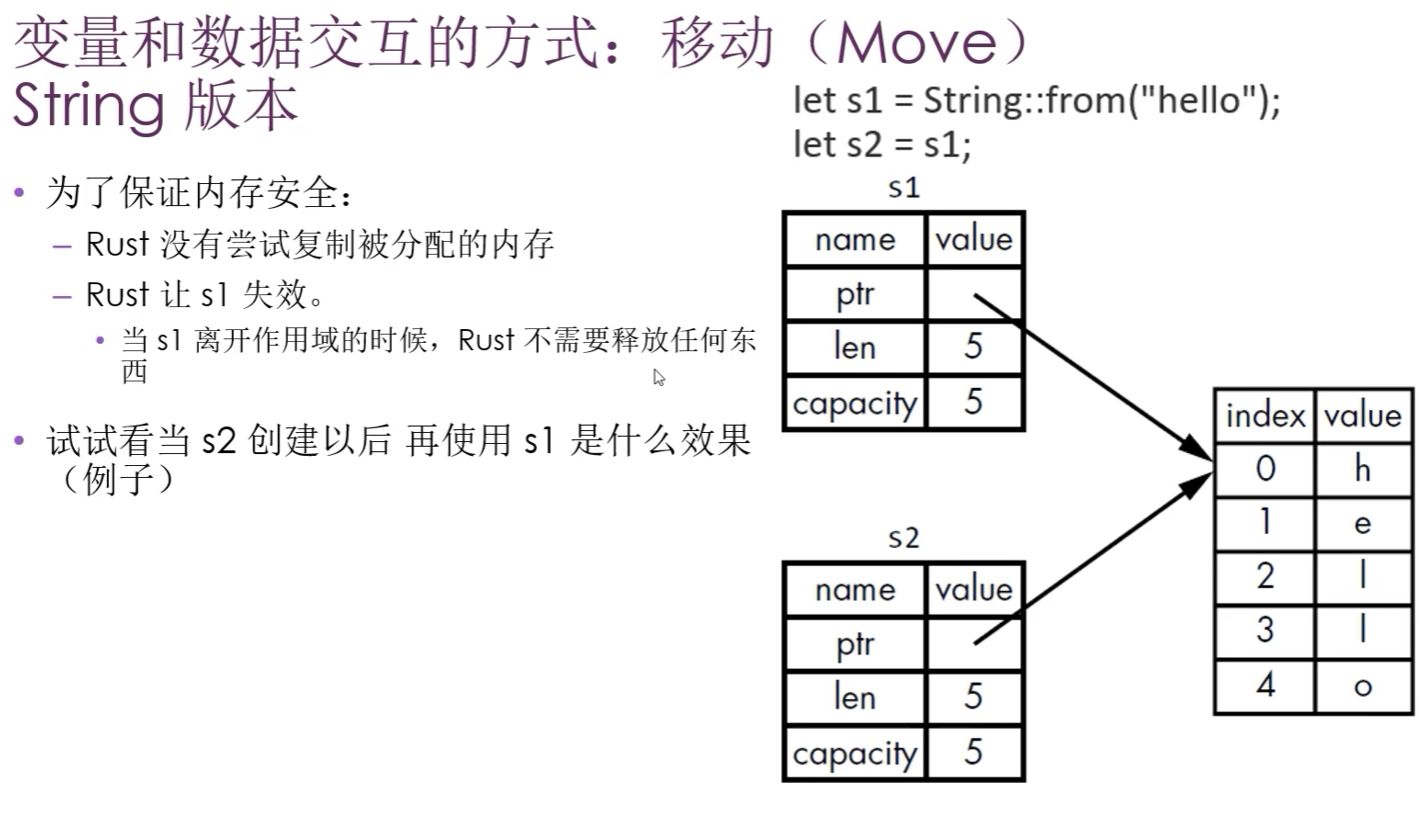 变量和数据交互的方式：移动（Move）
String 版本
let s1 = String::from("hello");
let s2 = s1;
• 为了保证内存安全：
– Rust 没有尝试复制被分配的内存
– Rust 让 s1 失效。
• 当 s1 离开作用域的时候，Rust 不需要释放任何东
西
• 试试看当 s2 创建以后 再使用 s1 是什么效果
（例子）
s1
name value
ptr
len 5
capacity 5
s2
name value
ptr
len 5
capacity 5
index value
0 h
1 e
2 l
3 l
4 o